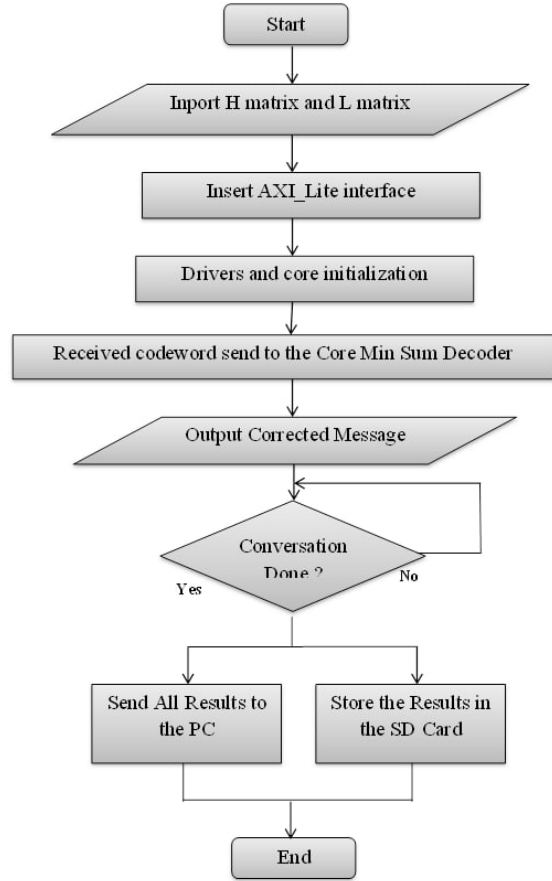 Start
Inport H matrix and L matrix
Insert AXI_Lite interface
Drivers and core initialization
Received codeword send to the Core Min Sum Decoder
Output Corrected Message
Conversation
Done ?
Yes
No
Send All Results to
the PC
Store the Results in
the SD Card
End